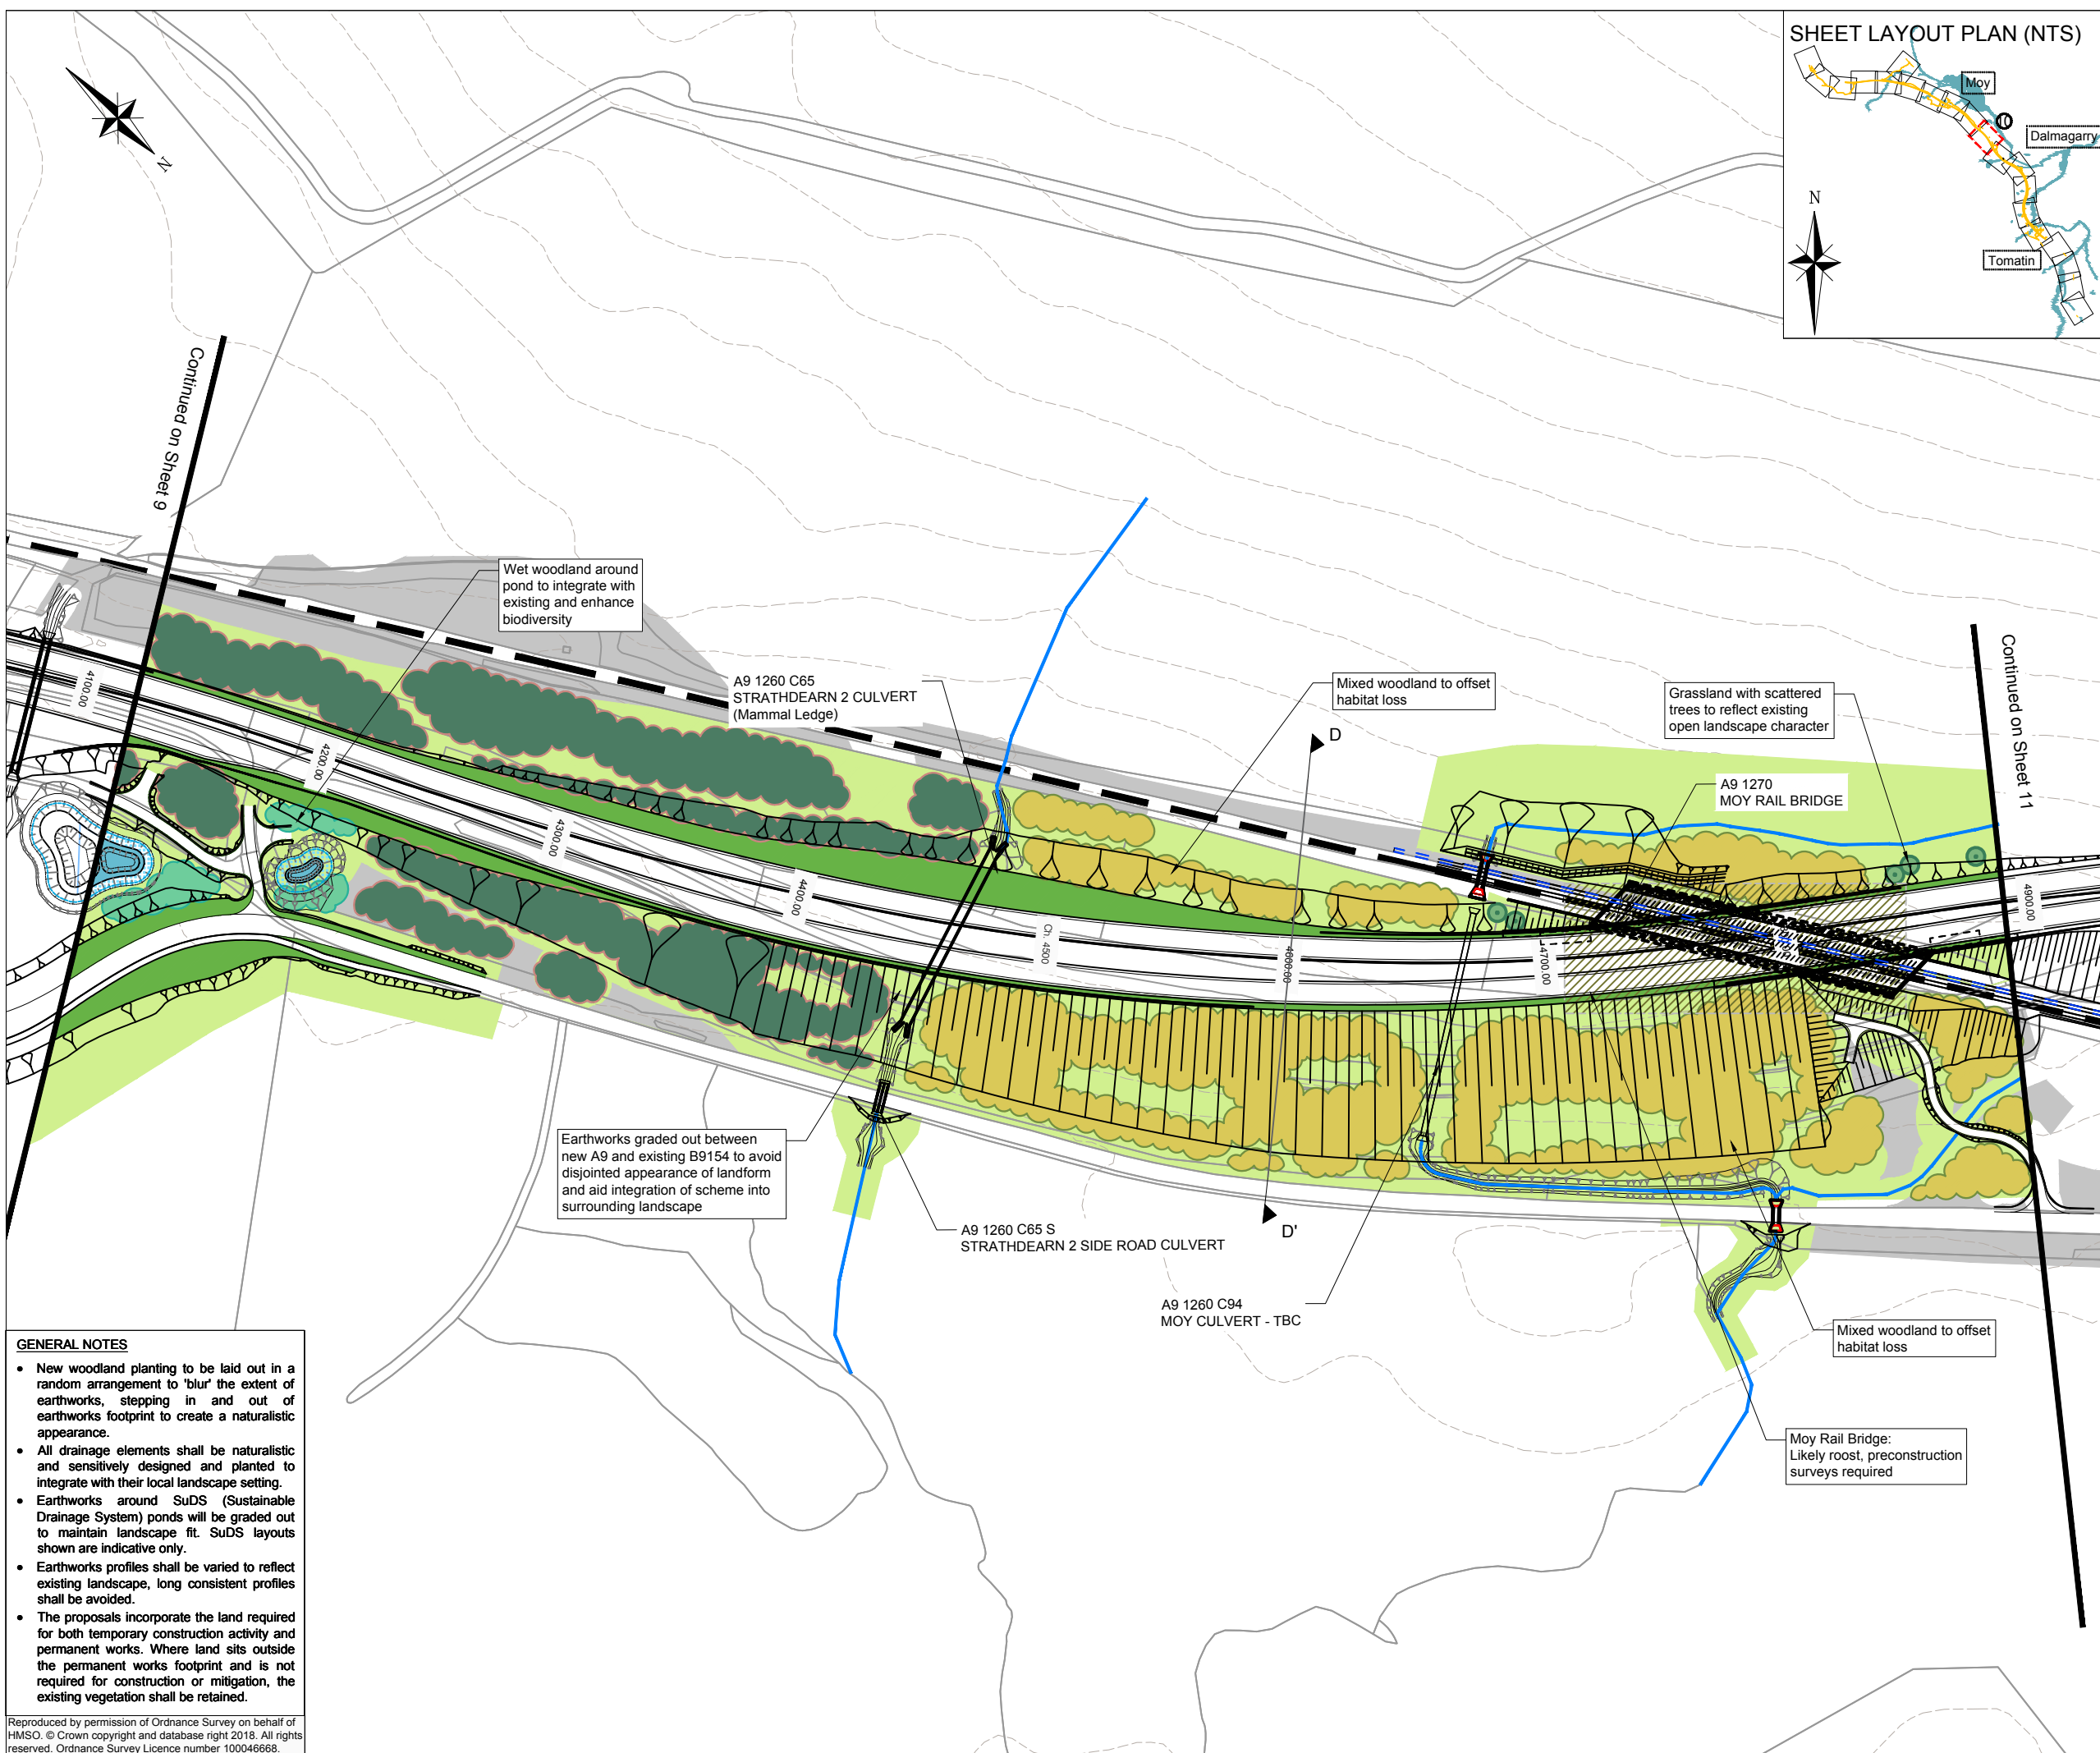 SHEET LAYOUT PLAN (NTS)
Moy
Dalmagarry
Tomatin
N
N
Continued on Sheet 9
Wet woodland around
pond to integrate with
existing and enhance
biodiversity
A9 1260 C65
STRATHDEARN 2 CULVERT
(Mammal Ledge)
D
Mixed woodland to offset
habitat loss
Grassland with scattered
trees to reflect existing
open landscape character
Continued on Sheet 11
A9 1270
MOY RAIL BRIDGE
4100.00
4200.00
4300.00
4400.00
Ch. 4500
4600.00
4700.00
4900.00
Earthworks graded out between
new A9 and existing B9154 to avoid
disjointed appearance of landform
and aid integration of scheme into
surrounding landscape
A9 1260 C65 S
STRATHDEARN 2 SIDE ROAD CULVERT
D'
A9 1260 C94
MOY CULVERT - TBC
Mixed woodland to offset
habitat loss
Moy Rail Bridge:
Likely roost, preconstruction
surveys required
GENERAL NOTES
• New woodland planting to be laid out in a
random arrangement to 'blur' the extent of
earthworks, stepping in and out of
earthworks footprint to create a naturalistic
appearance.
• All drainage elements shall be naturalistic
and sensitively designed and planted to
integrate with their local landscape setting.
• Earthworks around SuDS (Sustainable
Drainage System) ponds will be graded out
to maintain landscape fit. SuDS layouts
shown are indicative only.
• Earthworks profiles shall be varied to reflect
existing landscape, long consistent profiles
shall be avoided.
• The proposals incorporate the land required
for both temporary construction activity and
permanent works. Where land sits outside
the permanent works footprint and is not
required for construction or mitigation, the
existing vegetation shall be retained.
Reproduced by permission of Ordnance Survey on behalf of
HMSO. © Crown copyright and database right 2018. All rights
reserved. Ordnance Survey Licence number 100046668.